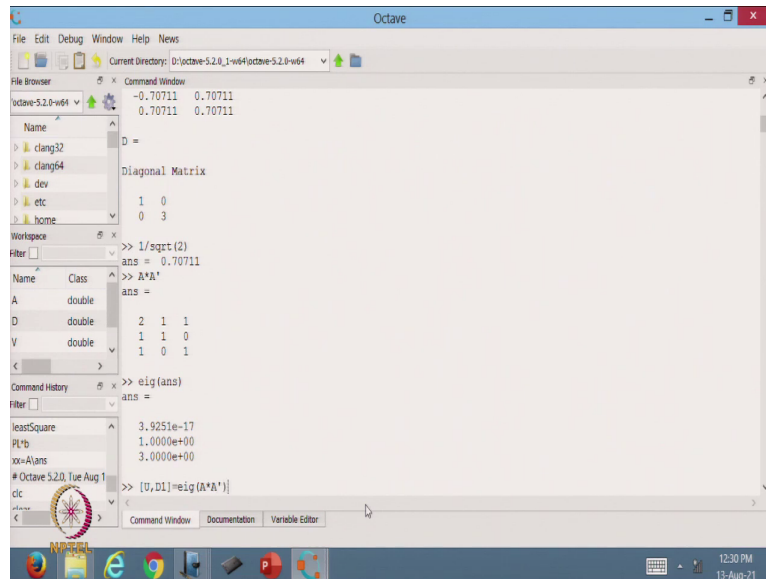 Octave
File Edit Debug Window Help News
Current Directory: D:\octave-5.2.0_1-w64\octave-5.2.0-w64
File Browser
Command Window
'octave-5.2.0-w64
Name
clang32
clang64
dev
etc
home
Workspace
Filter
Name Class
A double
D double
V double
Command History
Filter
leastSquare
PL*b
xx=A\ans
# Octave 5.2.0, Tue Aug 1
clc
clear
-0.70711 0.70711
0.70711 0.70711
D =
Diagonal Matrix
1 0
0 3
>> 1/sqrt(2)
ans = 0.70711
>> A*A'
ans =
2 1 1
1 1 0
1 0 1
>> eig(ans)
ans =
3.9251e-17
1.0000e+00
3.0000e+00
>> [U,D1]=eig(A*A')
Command Window Documentation Variable Editor
NPTEL
12:30 PM
13-Aug-21